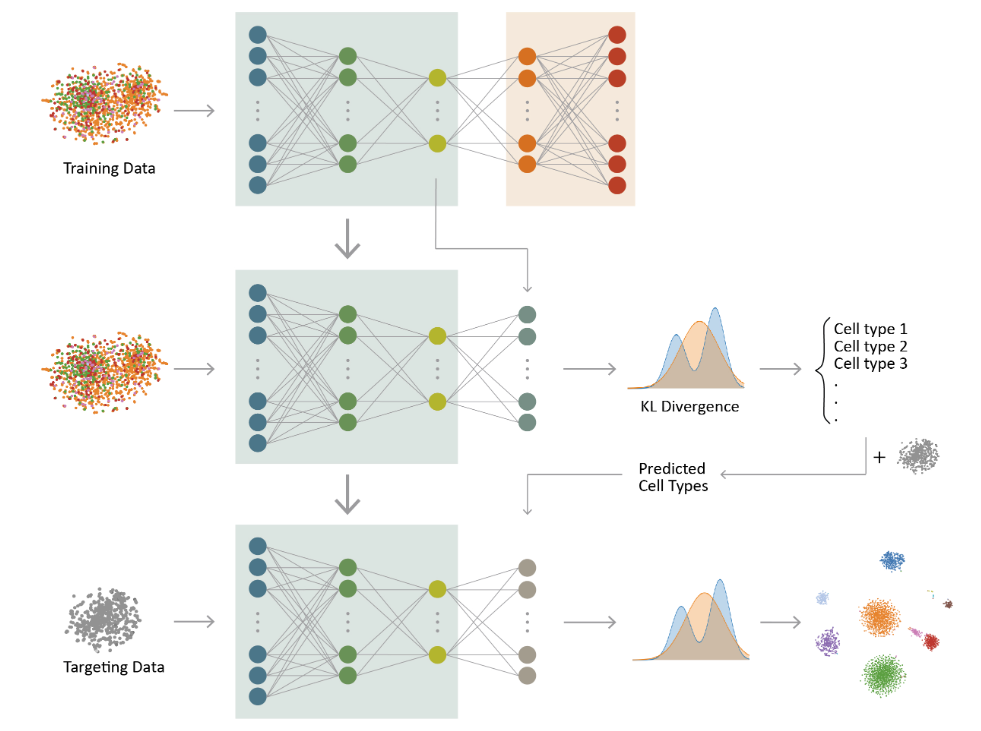 Training Data
KL Divergence
Cell type 1
Cell type 2
Cell type 3
.
.
.
+
Predicted
Cell Types
Targeting Data